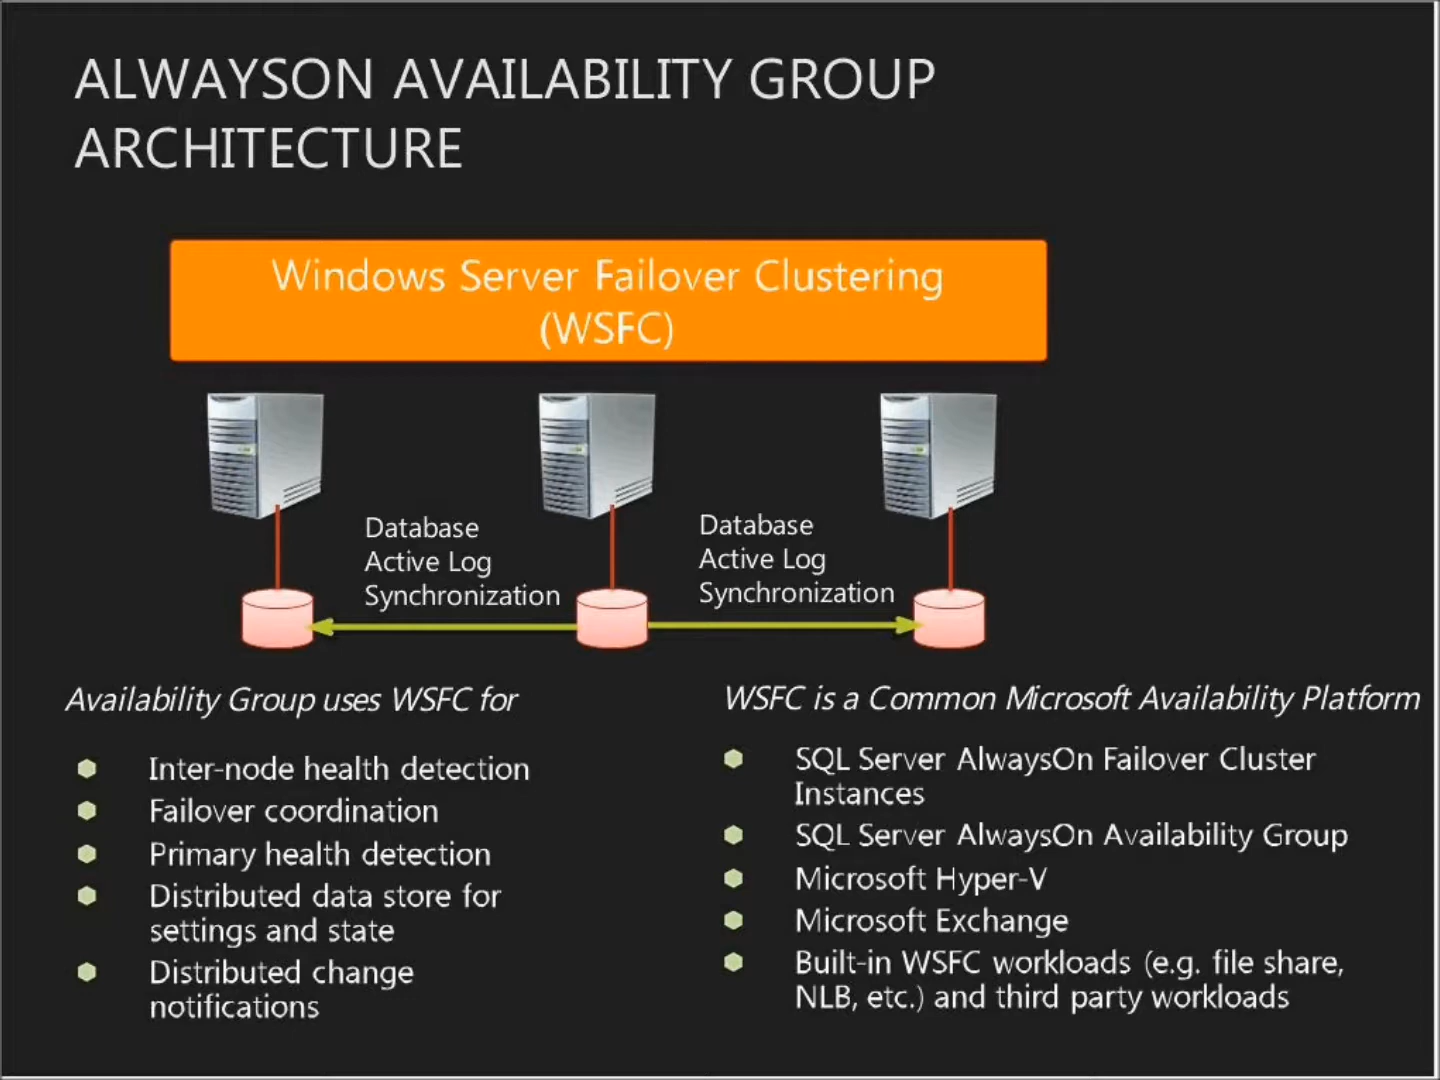 ALWAYSON AVAILABILITY GROUP
ARCHITECTURE
Windows Server Failover Clustering
(WSFC)
Database
Active Log
Synchronization
Database
Active Log
Synchronization
Availability Group uses WSFC for
Inter-node health detection
Failover coordination
Primary health detection
Distributed data store for
settings and state
Distributed change
notifications
WSFC is a Common Microsoft Availability Platform
SQL Server AlwaysOn Failover Cluster
Instances
SQL Server AlwaysOn Availability Group
Microsoft Hyper-V
Microsoft Exchange
Built-in WSFC workloads (e.g. file share,
NLB, etc.) and third party workloads